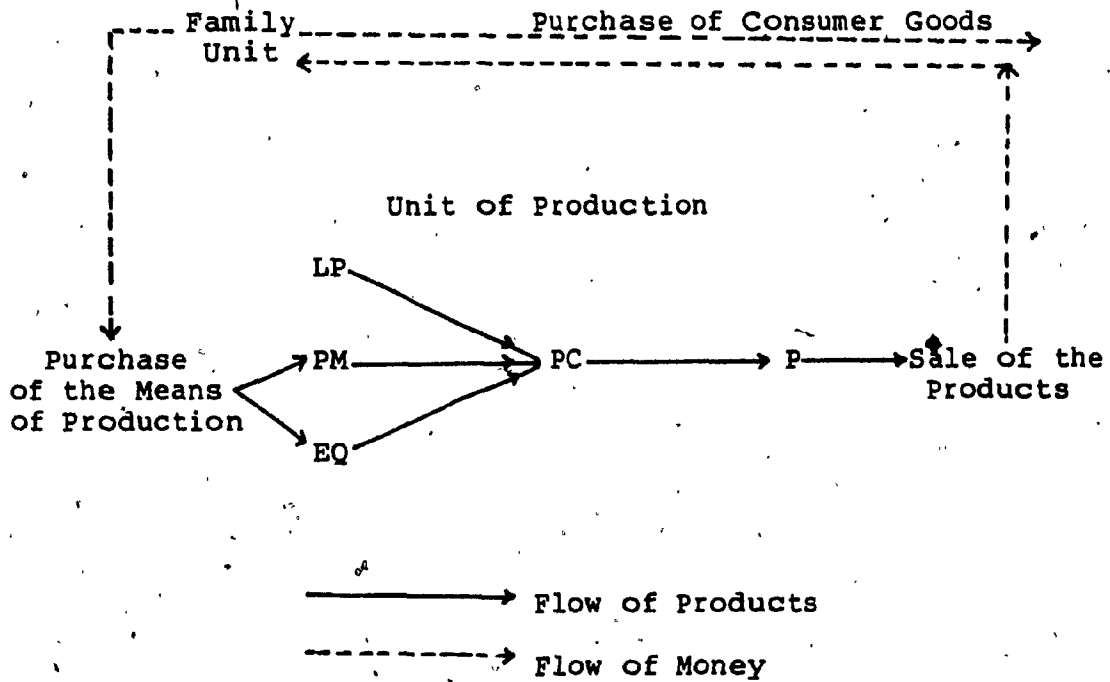 Family
Unit
Purchase of Consumer Goods
Unit of Production
LP
Purchase
of the Means
of Production
PM
EQ
PC
P
Sale of the
Products
Flow of Products
Flow of Money